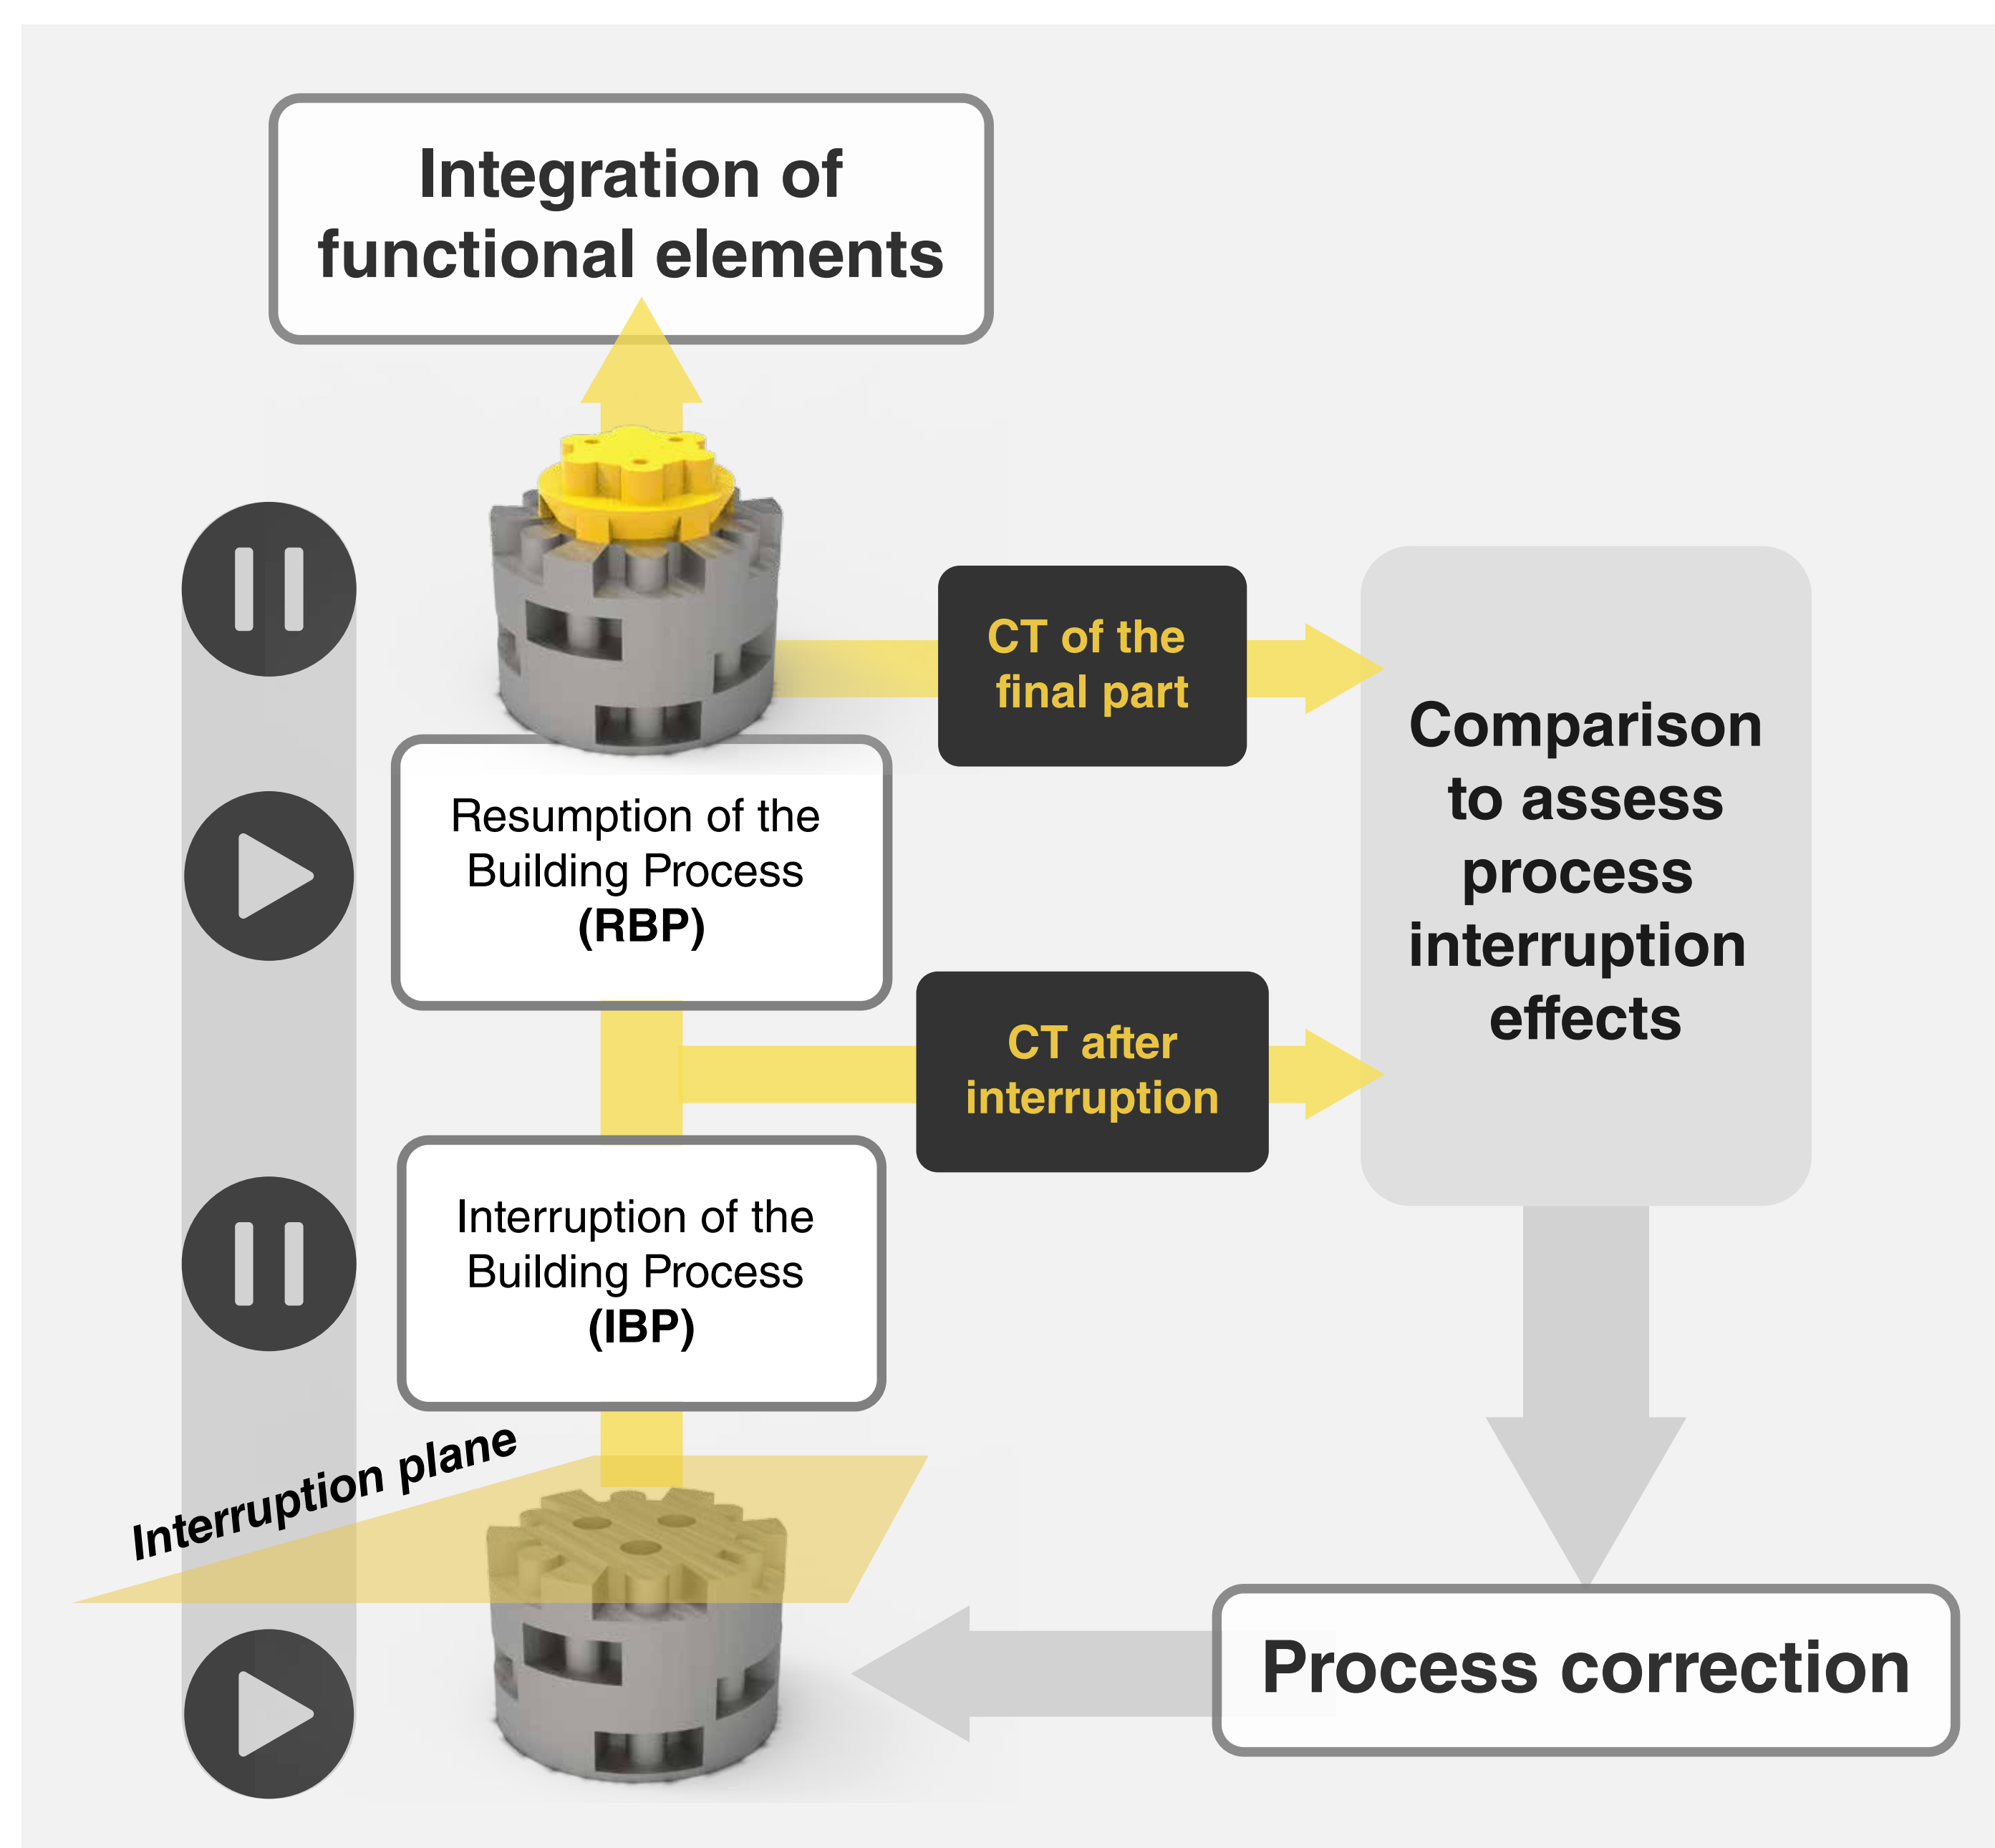 Integration of
functional elements
CT of the
final part
Comparison
to assess
process
interruption
effects
Resumption of the
Building Process
(RBP)
CT after
interruption
Interruption of the
Building Process
(IBP)
Interruption plane
Process correction